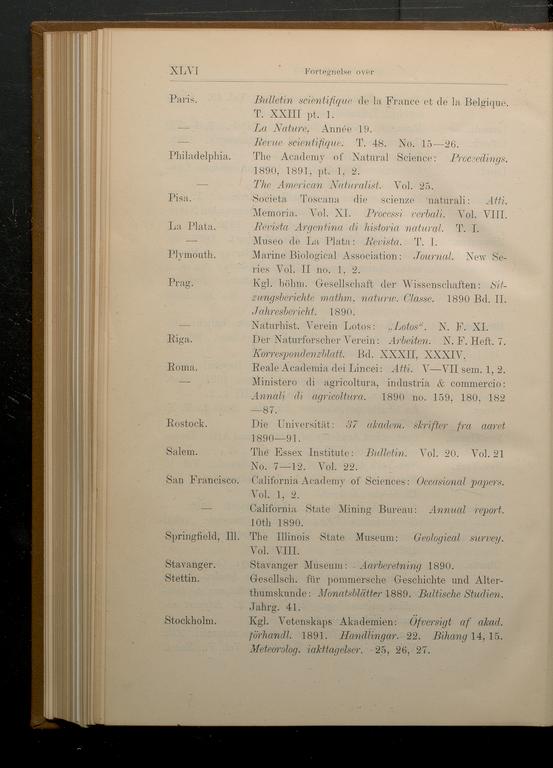 XLVI Fortegnelse over
Paris. Bulletin scientifique de la France et de la Belgique.
T. XXIII pt. 1.
— La Nature, Année 19.
— Revue scientifique. T. 48. No. 15—26.
Philadelphia. The Academy of Natural Science: Proceedings.
1890, 1891, pt. 1, 2.
— The American Naturalist. Vol. 25.
Pisa. Societa Toscana die scienze naturali: Atti.
Memoria. Vol. XI. Processi verbali. Vol. VIII.
La Plata. Revista Argentina di historia natural. T. I.
— Museo de La Plata: Revista. T. I.
Plymouth. Marine Biological Association: Journal. New Se-
ries Vol. II no. 1, 2.
Prag. Kgl. böhm. Gesellschaft der Wissenschaften: Sit-
zungsberichte mathm. naturw. Classe. 1890 Bd. II.
Jahresbericht. 1890.
— Naturhist. Verein Lotos: „Lotos". N. F. XI.
Riga. Der Naturforscher Verein: Arbeiten. N. F. Heft. 7.
Korrespondenzblatt. Bd. XXXII, XXXIV.
Roma. Reale Academia dei Lincei: Atti. V—VII sem. 1, 2.
— Ministero di agricoltura, industria & commercio:
Annali di agricoltura. 1890 no. 159, 180, 182
—87.
Rostock. Die Universität: 37 akadem. skrifter fra aaret
1890—91.
Salem. The Essex Institute: Bulletin. Vol. 20. Vol. 21
No. 7—12. Vol. 22.
San Francisco. California Academy of Sciences: Occasional papers.
Vol. 1, 2.
— California State Mining Bureau: Annual report.
10th 1890.
Springfield, Ill. The Illinois State Museum: Geological survey.
Vol. VIII.
Stavanger. Stavanger Museum: Aarberetning 1890.
Stettin. Gesellsch. für pommersche Geschichte und Alter-
thumskunde: Monatsblätter 1889. Baltische Studien.
Jahrg. 41.
Stockholm. Kgl. Vetenskaps Akademien: Öfversigt af akad.
förhandl. 1891. Handlingar. 22. Bihang 14, 15.
Meteorolog. iakttagelser. 25, 26, 27.